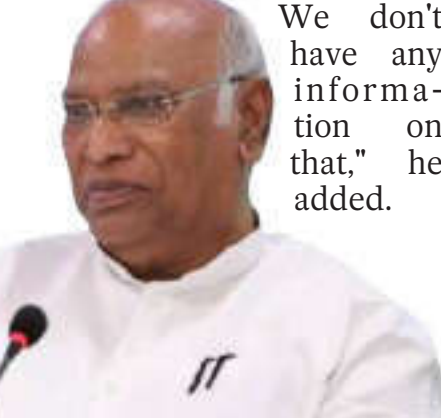 We don't
have any
informa-
tion on
that," he
added.